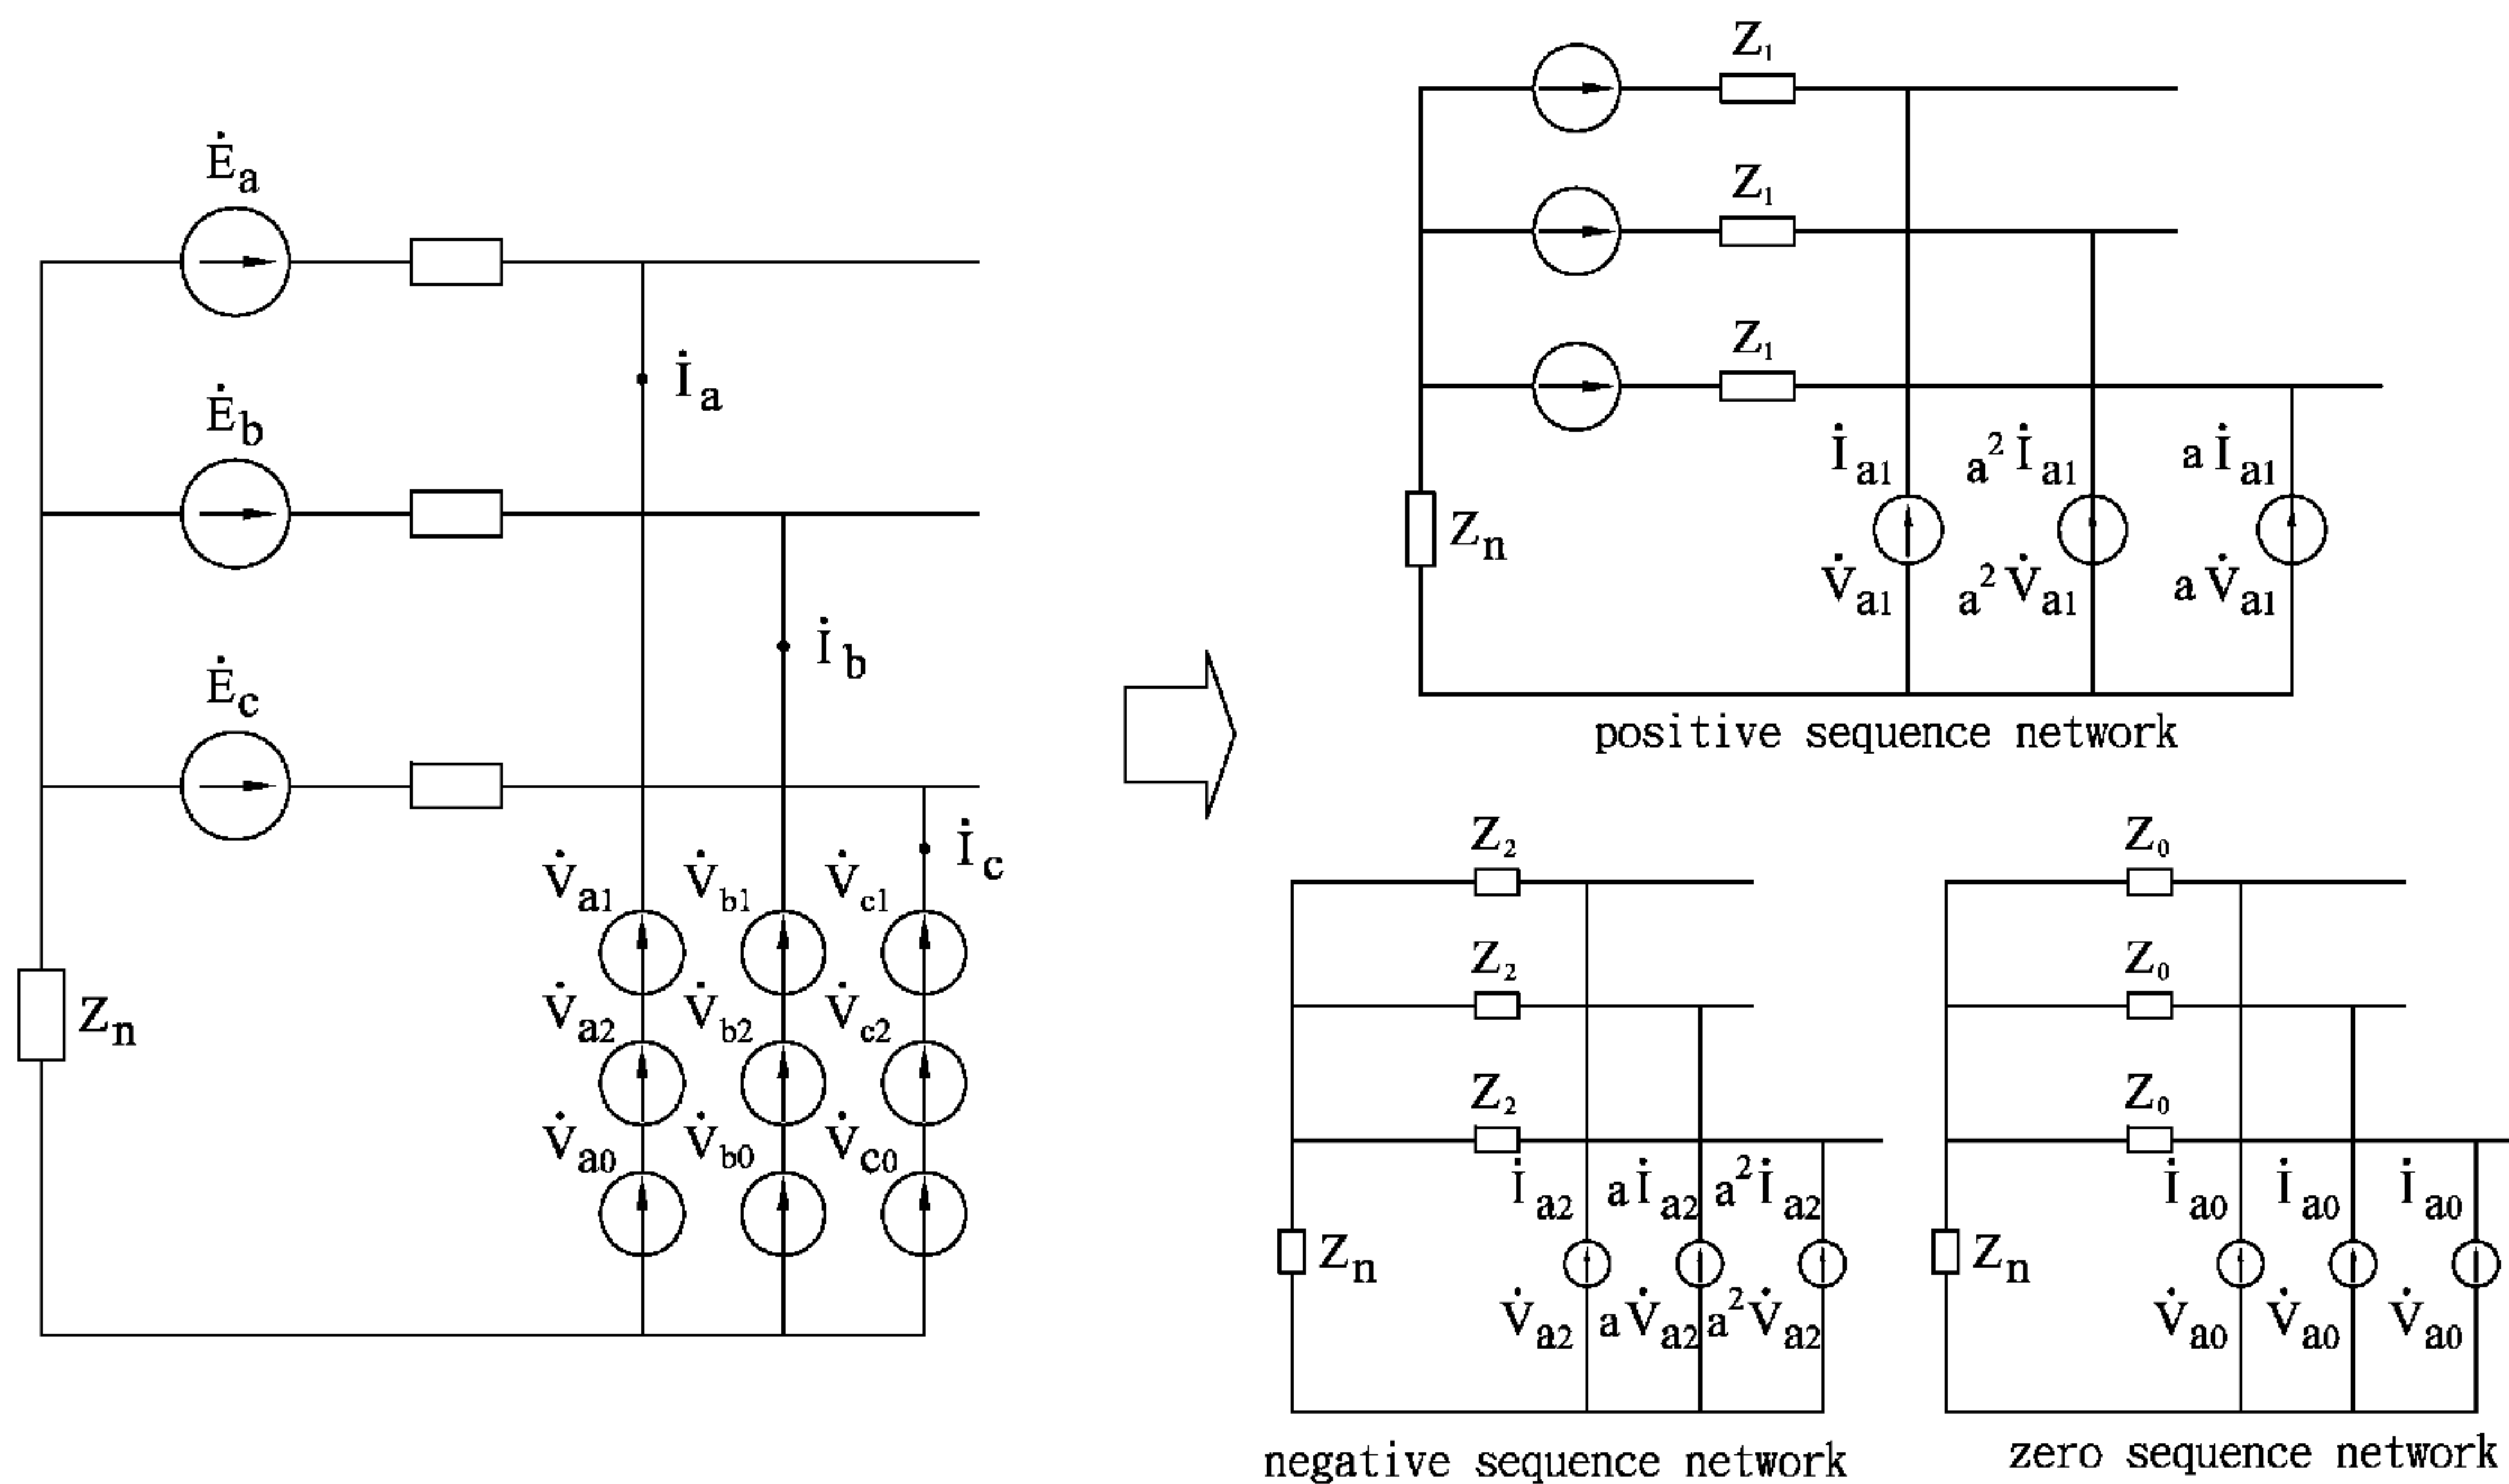 Ėa
İa
Ėb
İb
Ėc
İc
V̇a1 V̇b1 V̇c1
V̇a2 V̇b2 V̇c2
V̇a0 V̇b0 V̇c0
Zn
Z1
Z1
Z1
İa1 a²İa1 aİa1
Zn
V̇a1 a²V̇a1 aV̇a1
positive sequence network
Z2
Z2
Z2
İa2 aİa2 a²İa2
Zn
V̇a2 aV̇a2 a²V̇a2
negative sequence network
Z0
Z0
Z0
İa0 İa0 İa0
Zn
V̇a0 V̇a0 V̇a0
zero sequence network